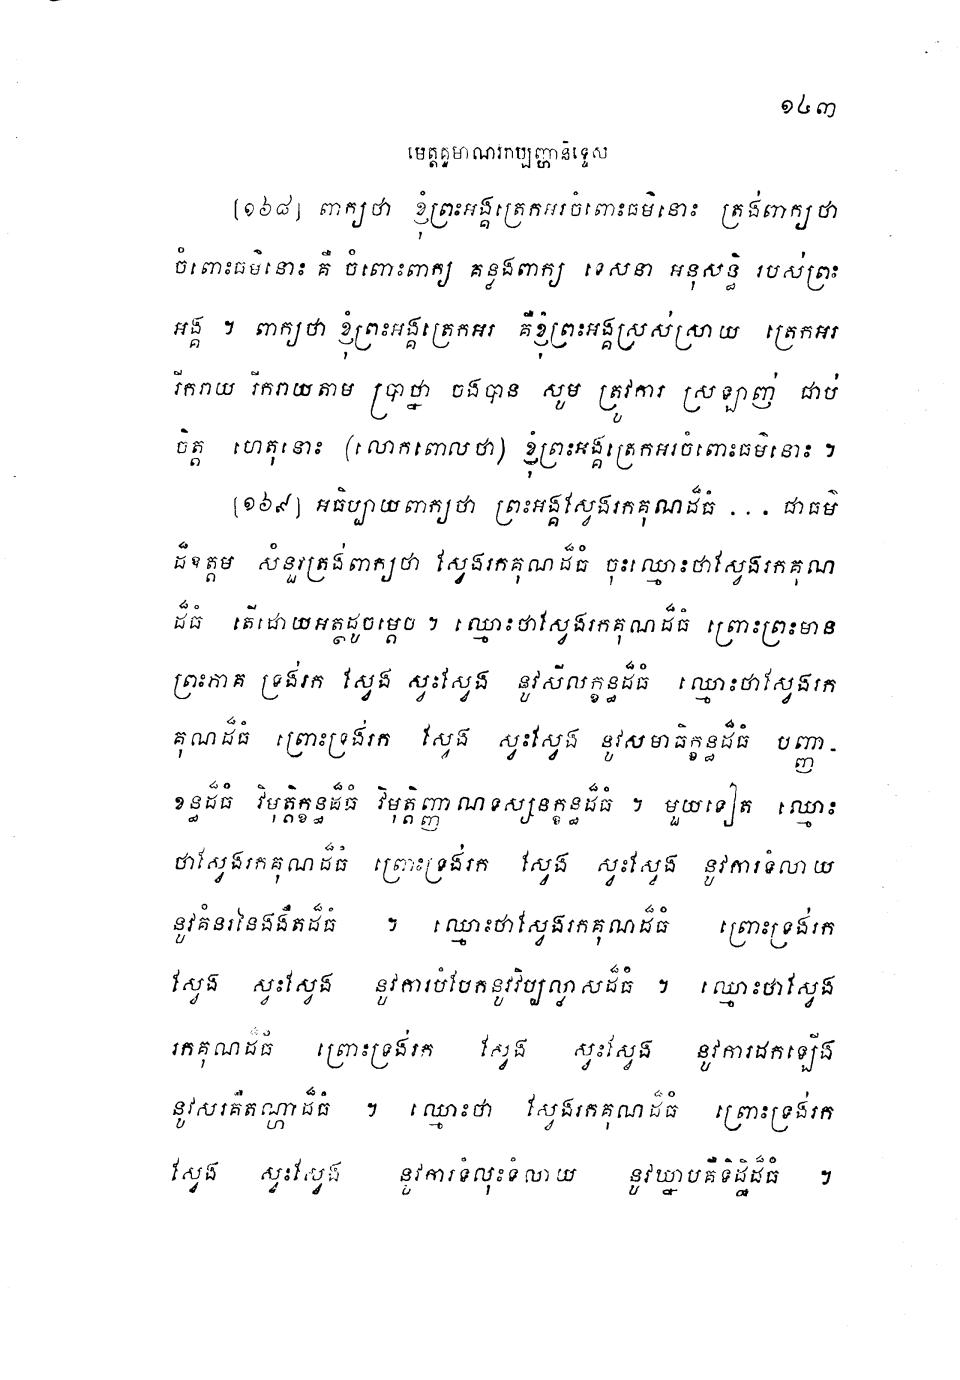 ១៤៣
មេត្តគូមាណវកប្បញ្ហានិទ្ទេស
[១៦៨] ពាក្យថា ខ្ញុំព្រះអង្គត្រេកអរចំពោះធម៌នោះ ត្រង់ពាក្យថា
ចំពោះធម៌នោះ គឺ ចំពោះពាក្យ គន្លងពាក្យ ទេសនា អនុសន្ធិ របស់ព្រះ
អង្គ ។ ពាក្យថា ខ្ញុំព្រះអង្គត្រេកអរ គឺខ្ញុំព្រះអង្គស្រស់ស្រាយ ត្រេកអរ
រីករាយ រីករាយតាម ប្រាថ្នា ចង់បាន សូម ត្រូវការ ស្រឡាញ់ ជាប់
ចិត្ត ហេតុនោះ (លោកពោលថា) ខ្ញុំព្រះអង្គត្រេកអរចំពោះធម៌នោះ ។
[១៦៩] អធិប្បាយពាក្យថា ព្រះអង្គស្វែងរកគុណដ៏ធំ ... ជាធម៌
ដ៏ឧត្តម សំនួរត្រង់ពាក្យថា ស្វែងរកគុណដ៏ធំ ចុះឈ្មោះថាស្វែងរកគុណ
ដ៏ធំ តើដោយអត្ថដូចម្តេច ។ ឈ្មោះថាស្វែងរកគុណដ៏ធំ ព្រោះព្រះមាន
ព្រះភាគ ទ្រង់រក ស្វែង ស្វះស្វែង នូវសីលក្ខន្ធដ៏ធំ ឈ្មោះថាស្វែងរក
គុណដ៏ធំ ព្រោះទ្រង់រក ស្វែង ស្វះស្វែង នូវសមាធិក្ខន្ធដ៏ធំ បញ្ញា-
ខន្ធដ៏ធំ វិមុត្តិក្ខន្ធដ៏ធំ វិមុត្តិញ្ញាណទស្សនក្ខន្ធដ៏ធំ ។ មួយទៀត ឈ្មោះ
ថាស្វែងរកគុណដ៏ធំ ព្រោះទ្រង់រក ស្វែង ស្វះស្វែង នូវការទំលាយ
នូវគំនរនៃងងឹតដ៏ធំ ។ ឈ្មោះថាស្វែងរកគុណដ៏ធំ ព្រោះទ្រង់រក
ស្វែង ស្វះស្វែង នូវការបំបែកនូវវិប្បល្លាសដ៏ធំ ។ ឈ្មោះថាស្វែង
រកគុណដ៏ធំ ព្រោះទ្រង់រក ស្វែង ស្វះស្វែង នូវការដកឡើង
នូវសរគឺតណ្ហាដ៏ធំ ។ ឈ្មោះថា ស្វែងរកគុណដ៏ធំ ព្រោះទ្រង់រក
ស្វែង ស្វះស្វែង នូវការទំលុះទំលាយ នូវឃ្នាបគឺទិដ្ឋិដ៏ធំ ។